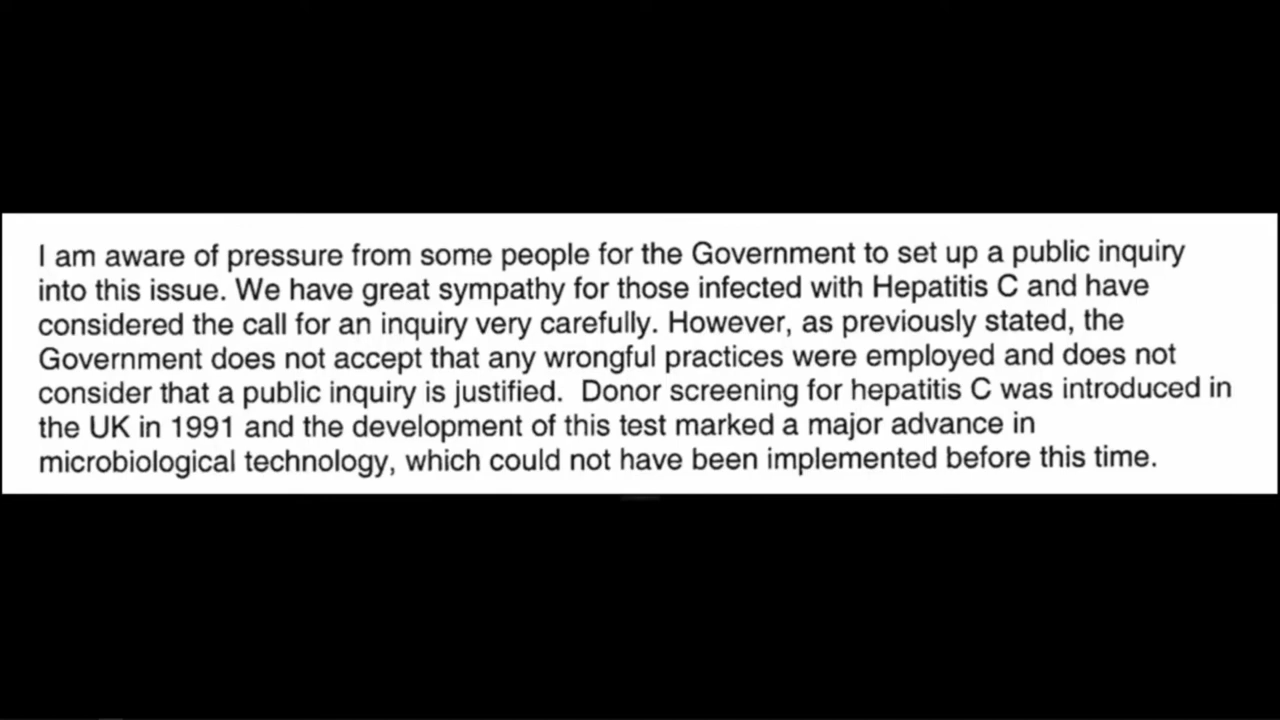 I am aware of pressure from some people for the Government to set up a public inquiry
into this issue. We have great sympathy for those infected with Hepatitis C and have
considered the call for an inquiry very carefully. However, as previously stated, the
Government does not accept that any wrongful practices were employed and does not
consider that a public inquiry is justified.  Donor screening for hepatitis C was introduced in
the UK in 1991 and the development of this test marked a major advance in
microbiological technology, which could not have been implemented before this time.